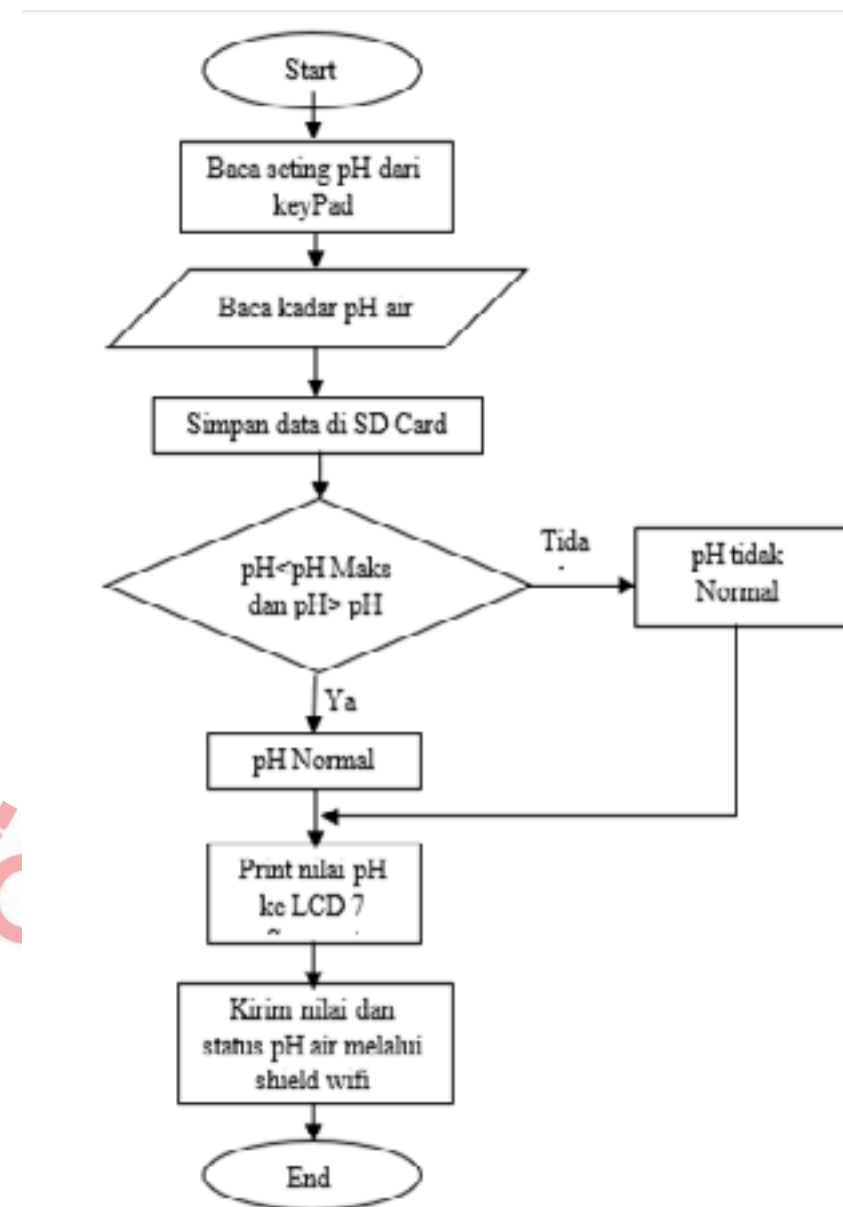 Start
Baca seting pH dari
keyPad
Baca kadar pH air
Simpan data di SD Card
pH<pH Maks
dan pH> pH
Tida
pH tidak
Normal
Ya
pH Normal
Print nilai pH
ke LCD 7
Kirim nilai dan
status pH air melalui
shield wifi
End